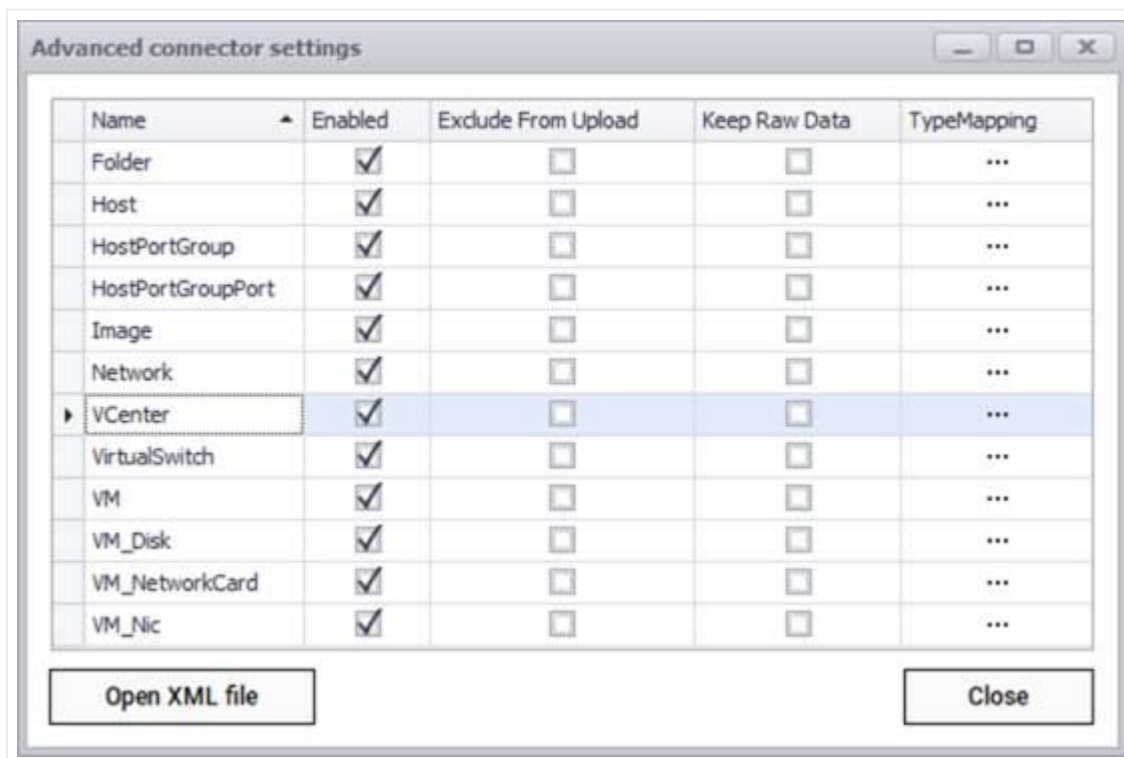 Advanced connector settings
Name Enabled Exclude From Upload Keep Raw Data TypeMapping
Folder ...
Host ...
HostPortGroup ...
HostPortGroupPort ...
Image ...
Network ...
VCenter ...
VirtualSwitch ...
VM ...
VM_Disk ...
VM_NetworkCard ...
VM_Nic ...
Open XML file Close